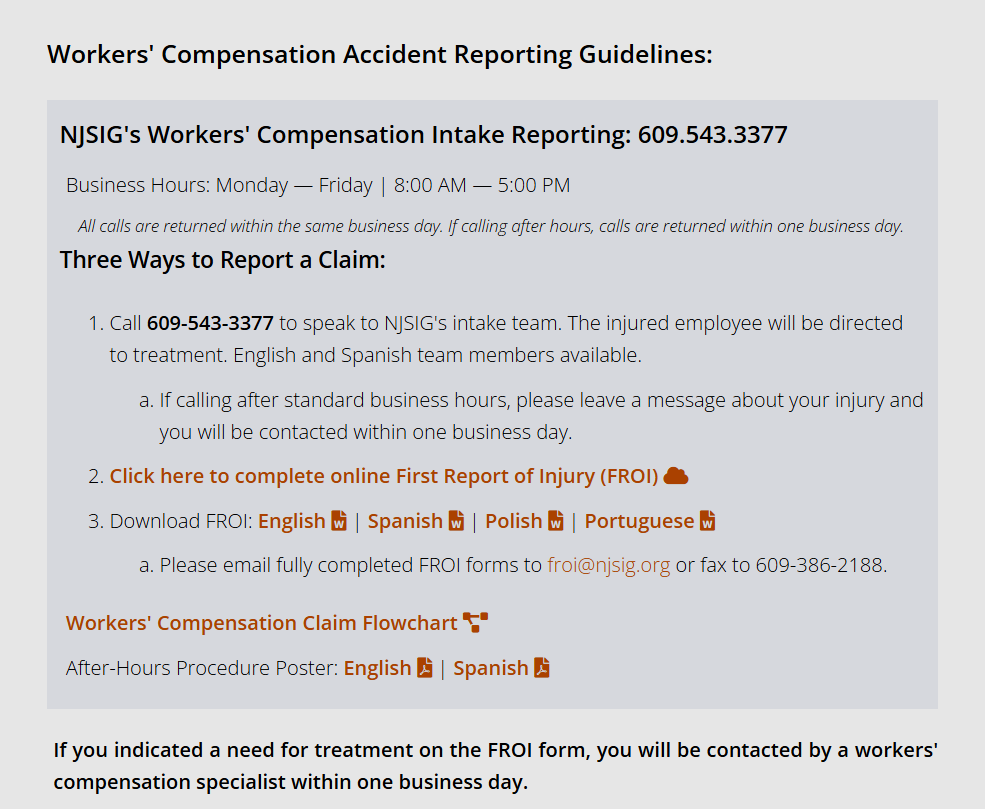 Workers' Compensation Accident Reporting Guidelines:
NJSIG's Workers' Compensation Intake Reporting: 609.543.3377
Business Hours: Monday — Friday | 8:00 AM — 5:00 PM
All calls are returned within the same business day. If calling after hours, calls are returned within one business day.
Three Ways to Report a Claim:
1. Call 609-543-3377 to speak to NJSIG's intake team. The injured employee will be directed
to treatment. English and Spanish team members available.
a. If calling after standard business hours, please leave a message about your injury and
you will be contacted within one business day.
2. Click here to complete online First Report of Injury (FROI)
3. Download FROI: English | Spanish | Polish | Portuguese
a. Please email fully completed FROI forms to froi@njsig.org or fax to 609-386-2188.
Workers' Compensation Claim Flowchart
After-Hours Procedure Poster: English | Spanish
If you indicated a need for treatment on the FROI form, you will be contacted by a workers'
compensation specialist within one business day.